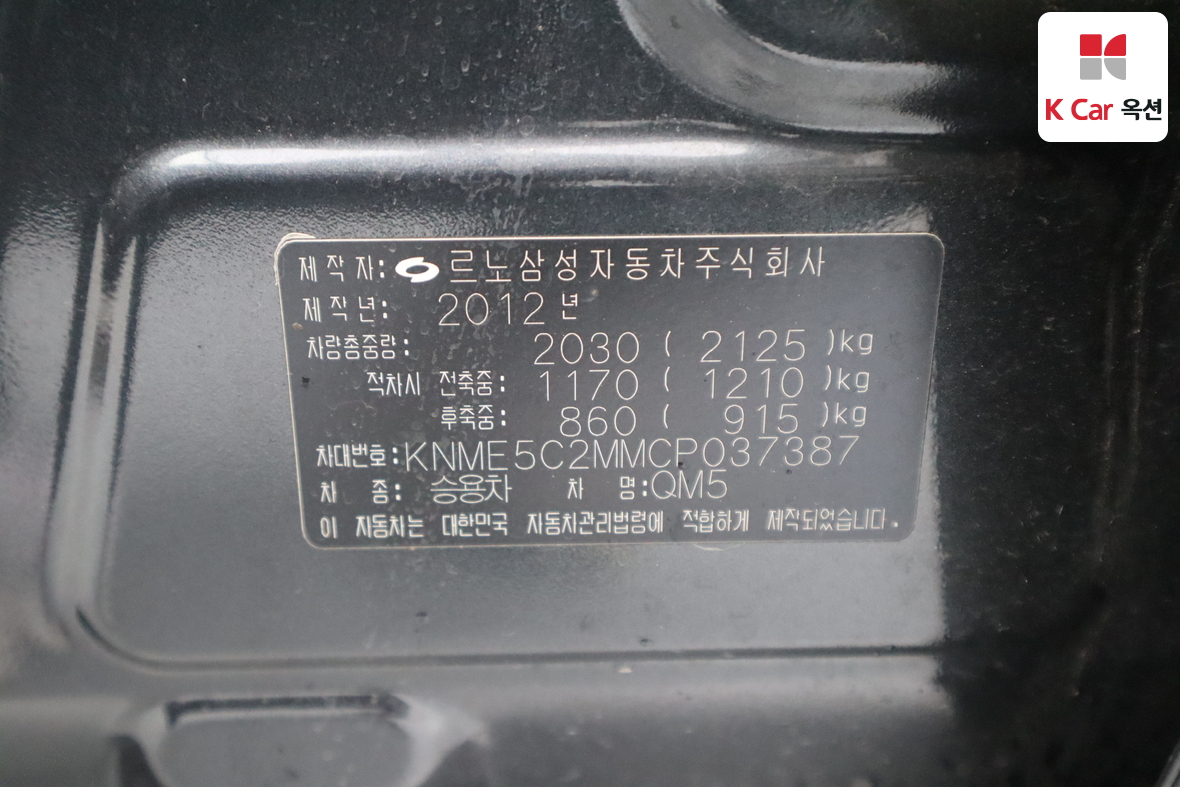 K Car 옥션
제작자: 르노삼성자동차주식회사
제작년: 2012년
차량총중량: 2030 ( 2125 )kg
적차시 전축중: 1170 ( 1210 )kg
후축중: 860 ( 915 )kg
차대번호:KNME5C2MMCP037387
차 종: 승용차 차 명:QM5
이 자동차는 대한민국 자동차관리법령에 적합하게 제작되었습니다.